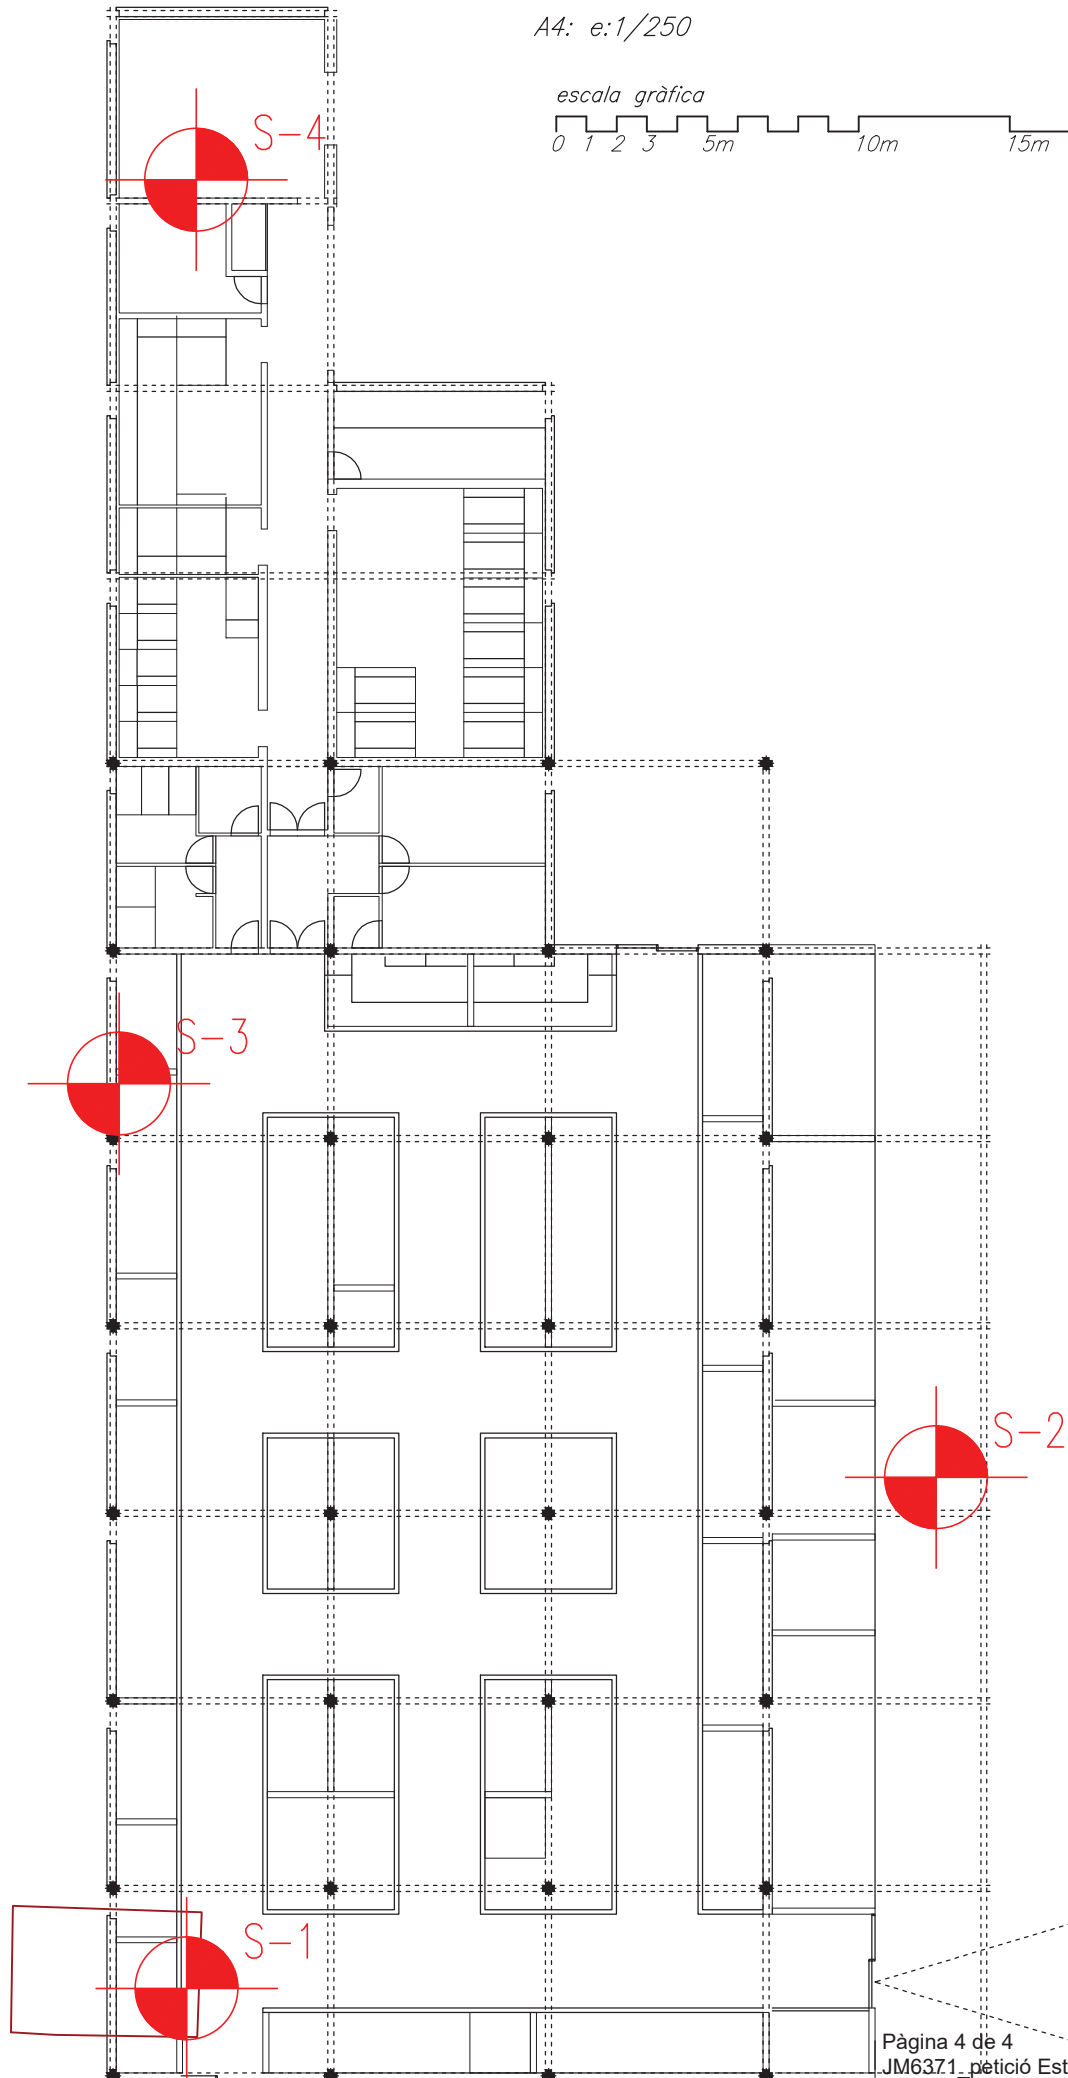 A4: e:1/250
escala gràfica
0 1 2 3 5m 10m 15m
S-4
S-3
S-2
S-1
Pàgina 4 de 4
JM6371_petició Est